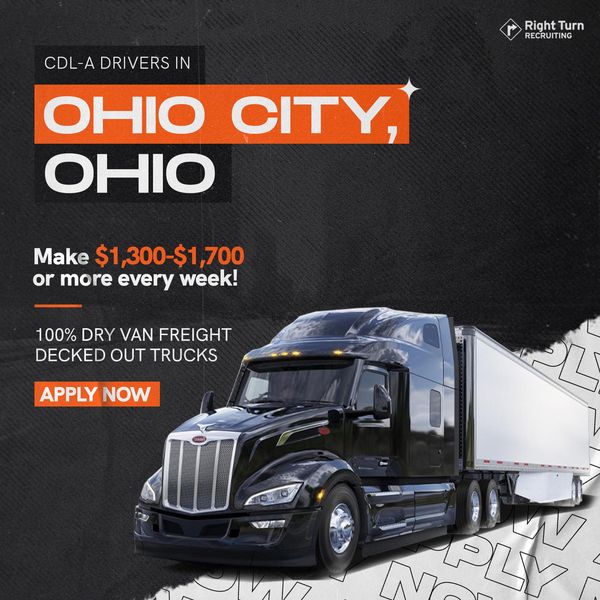 Right Turn
RECRUITING
CDL-A DRIVERS IN
OHIO CITY,
OHIO
Make $1,300-$1,700
or more every week!
100% DRY VAN FREIGHT
DECKED OUT TRUCKS
APPLY NOW